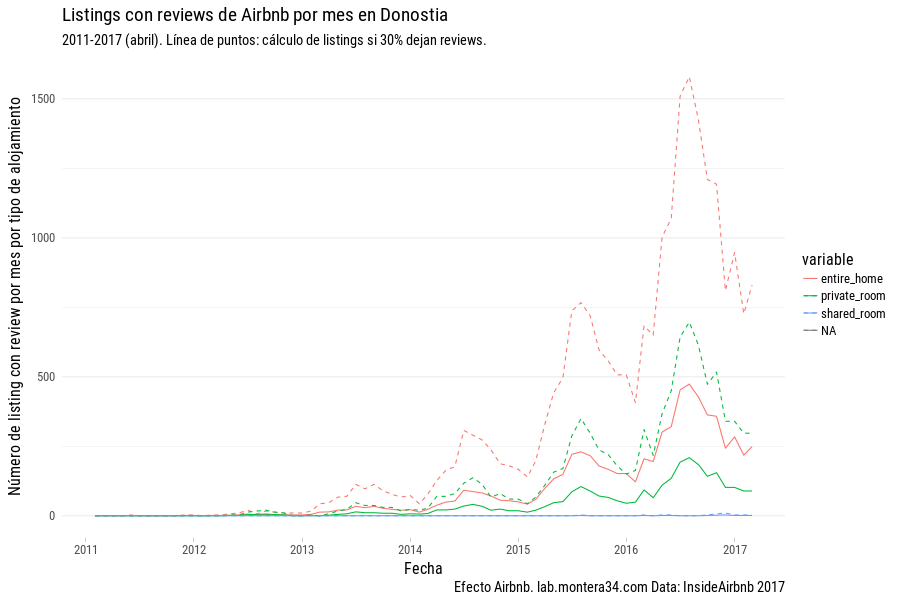 Listings con reviews de Airbnb por mes en Donostia
2011-2017 (abril). Línea de puntos: cálculo de listings si 30% dejan reviews.
Número de listing con review por mes por tipo de alojamiento
1500
1000
500
0
2011
2012
2013
2014
2015
2016
2017
Fecha
variable
entire_home
private_room
shared_room
NA
Efecto Airbnb. lab.montera34.com Data: InsideAirbnb 2017